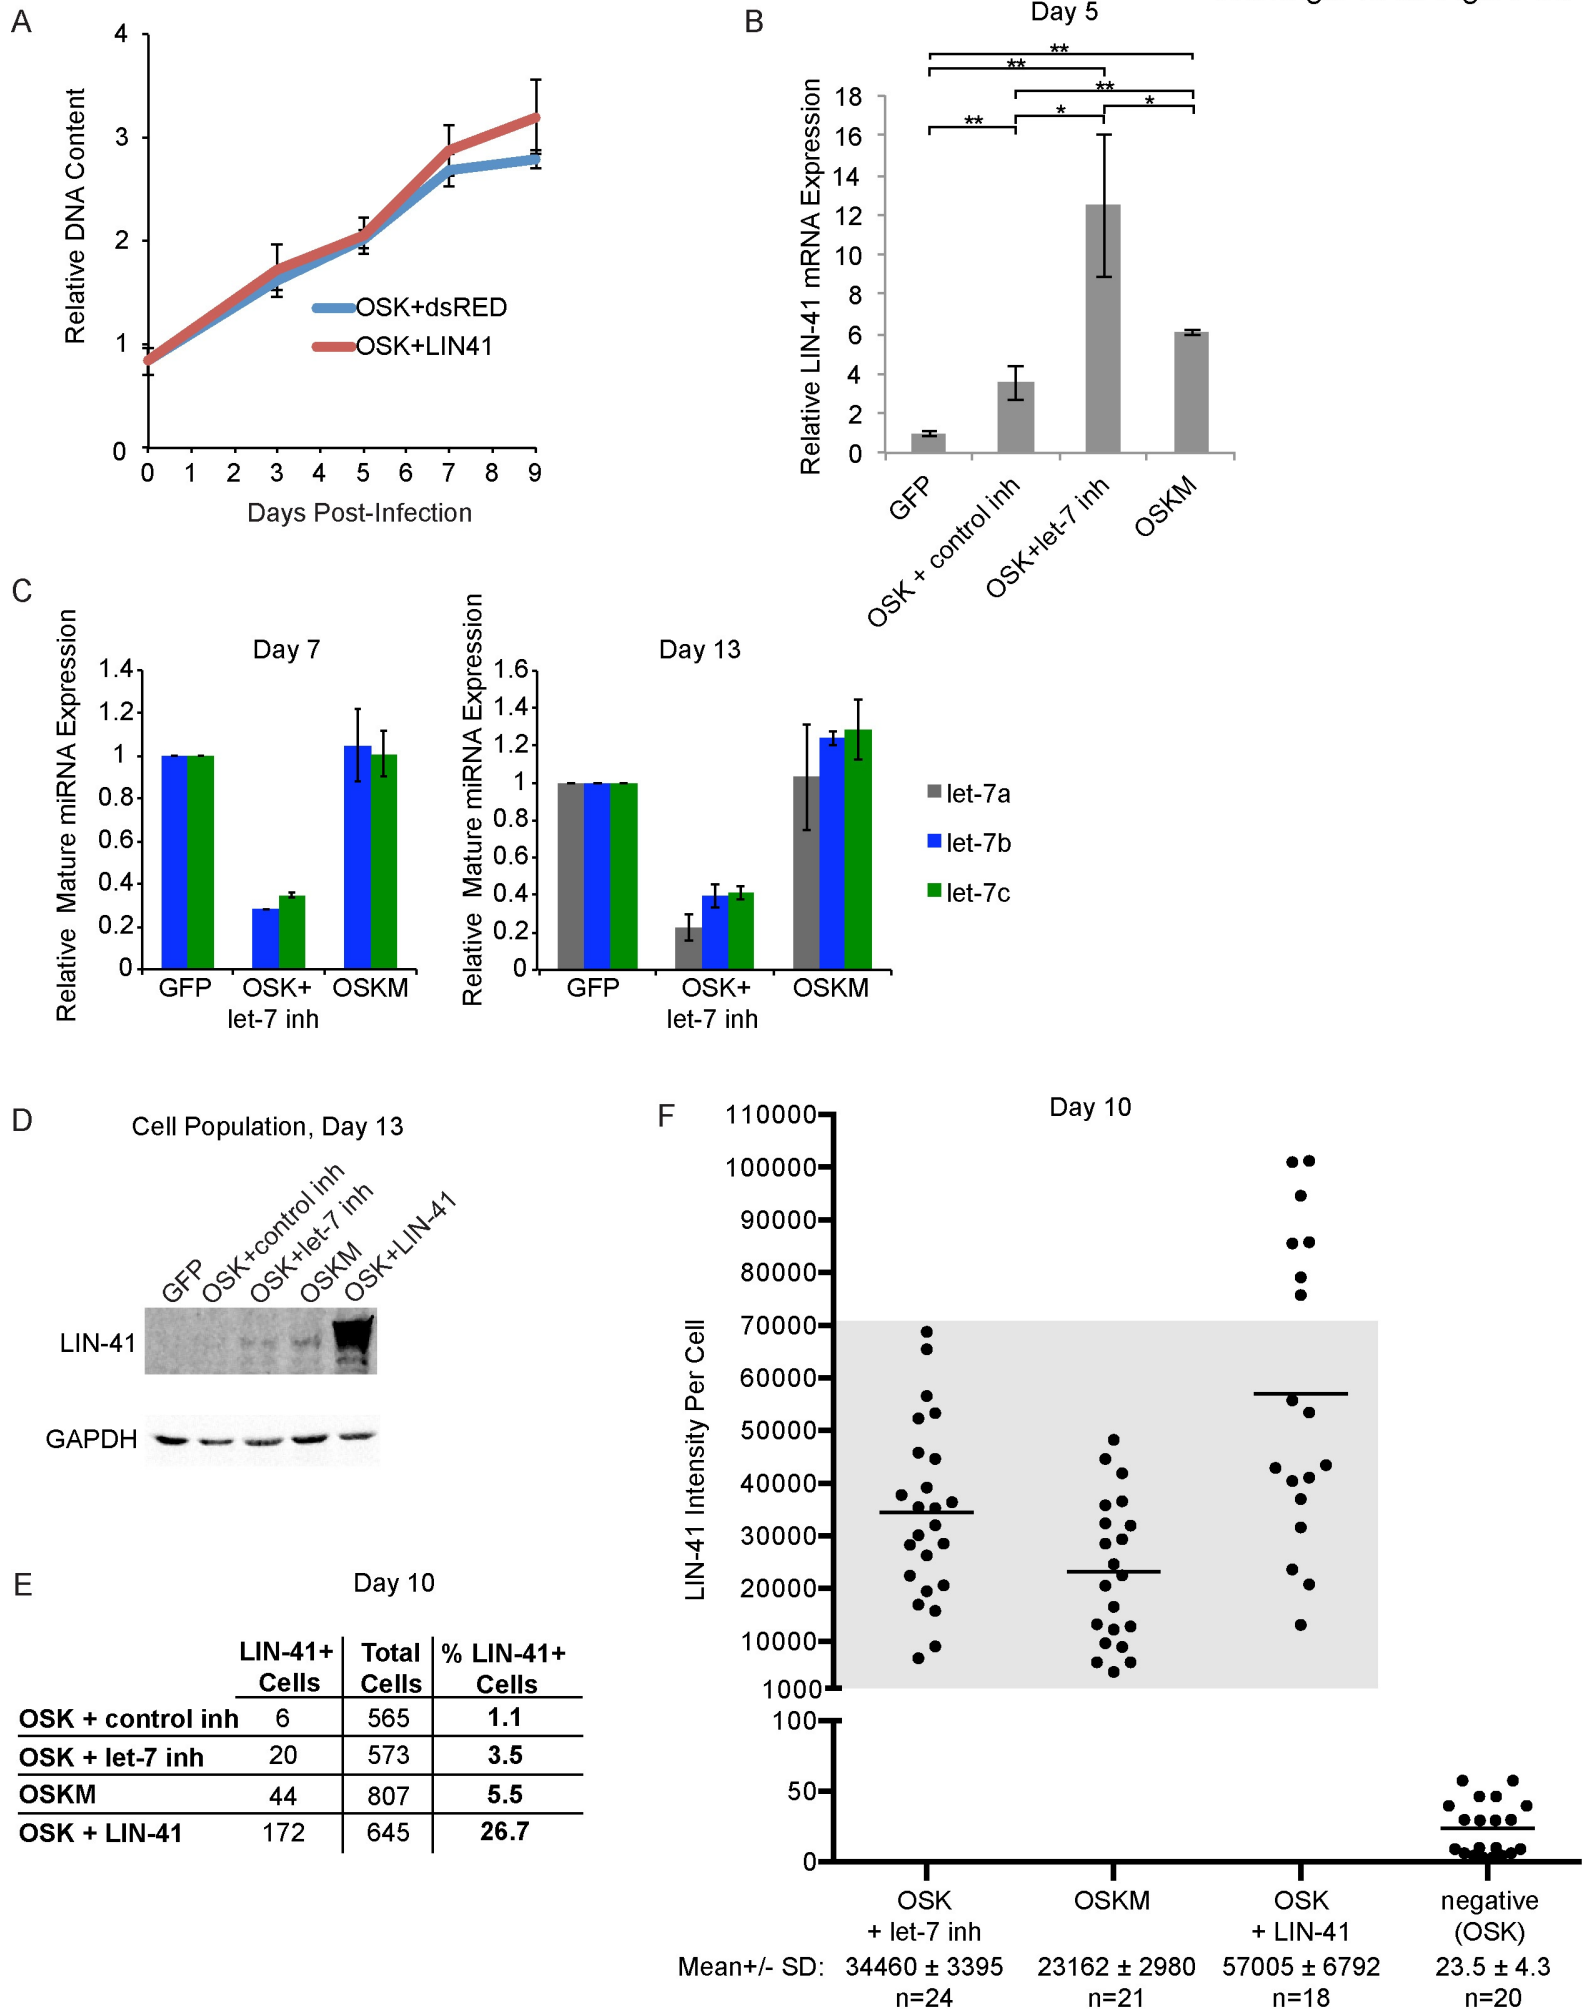 A
4
3
2
1
0
Relative DNA Content
OSK+dsRED
OSK+LIN41
0 1 2 3 4 5 6 7 8 9
Days Post-Infection
B
Day 5
**
**
**
*
*
**
18
16
14
12
10
8
6
4
2
0
Relative LIN-41 mRNA Expression
GFP
OSK + control inh
OSK+let-7 inh
OSKM
C
Day 7
1.4
1.2
1
0.8
0.6
0.4
0.2
0
Relative Mature miRNA Expression
GFP OSK+ OSKM
let-7 inh
Day 13
1.6
1.4
1.2
1
0.8
0.6
0.4
0.2
0
Relative Mature miRNA Expression
GFP OSK+ OSKM
let-7 inh
let-7a
let-7b
let-7c
D
Cell Population, Day 13
GFP
OSK+control inh
OSK+let-7 inh
OSKM
OSK+LIN-41
LIN-41
GAPDH
E
Day 10
LIN-41+ Total % LIN-41+
Cells Cells Cells
OSK + control inh 6 565 1.1
OSK + let-7 inh 20 573 3.5
OSKM 44 807 5.5
OSK + LIN-41 172 645 26.7
F
Day 10
110000
100000
90000
80000
70000
60000
50000
40000
30000
20000
10000
1000
100
50
0
LIN-41 Intensity Per Cell
OSK OSKM OSK negative
+ let-7 inh + LIN-41 (OSK)
Mean+/- SD: 34460 ± 3395 23162 ± 2980 57005 ± 6792 23.5 ± 4.3
n=24 n=21 n=18 n=20